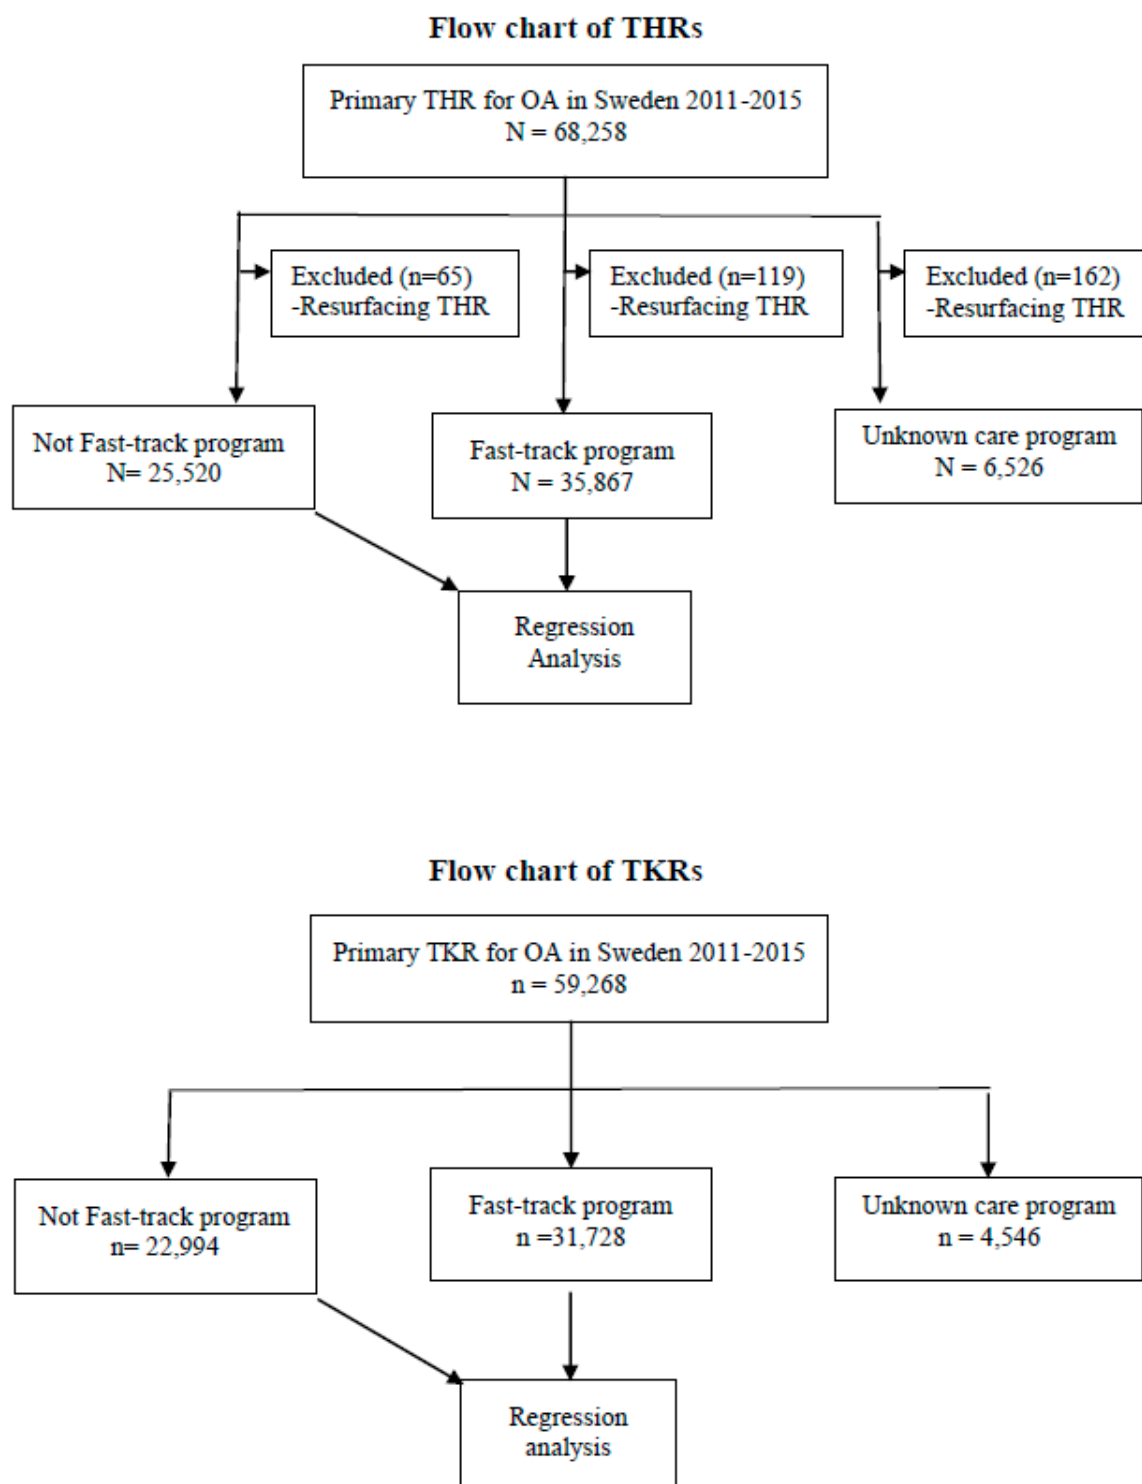 Flow chart of THRs
Primary THR for OA in Sweden 2011-2015
N = 68,258
Excluded (n=65)
-Resurfacing THR
Excluded (n=119)
-Resurfacing THR
Excluded (n=162)
-Resurfacing THR
Not Fast-track program
N= 25,520
Fast-track program
N = 35,867
Unknown care program
N = 6,526
Regression
Analysis
Flow chart of TKRs
Primary TKR for OA in Sweden 2011-2015
n = 59,268
Not Fast-track program
n= 22,994
Fast-track program
n =31,728
Unknown care program
n = 4,546
Regression
analysis